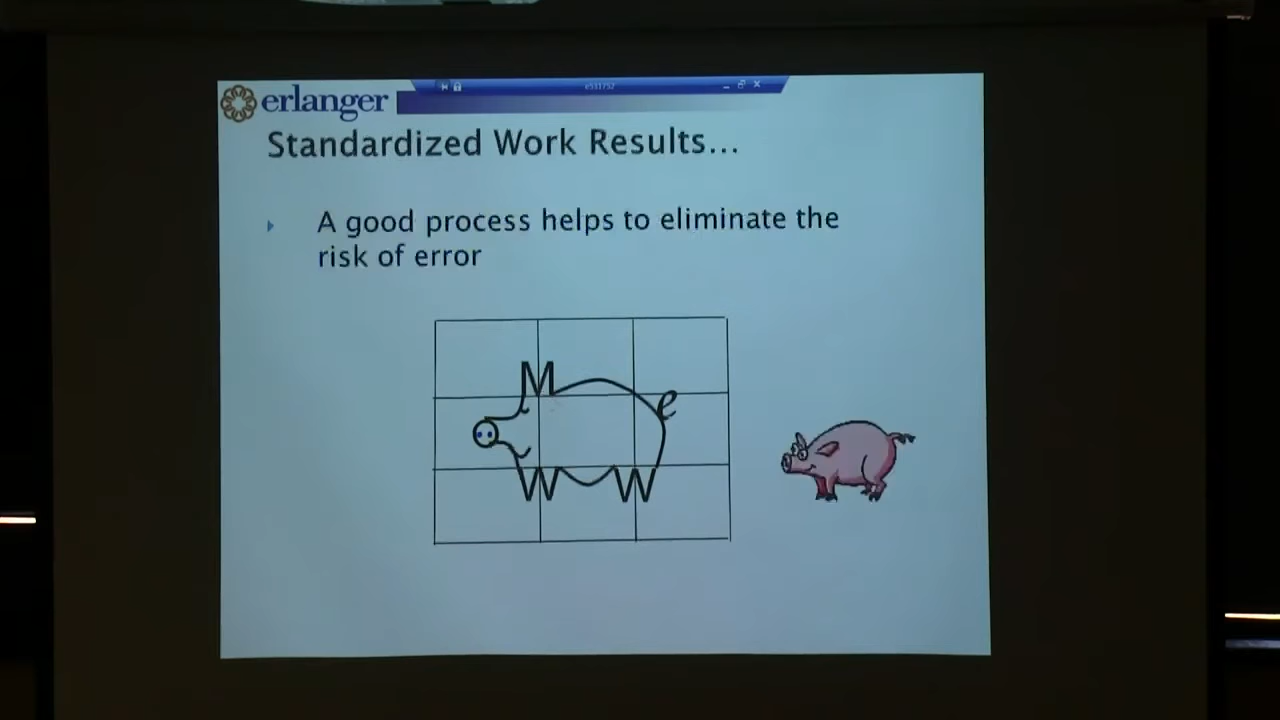 erlanger
Standardized Work Results...
A good process helps to eliminate the
risk of error
M
e
W W